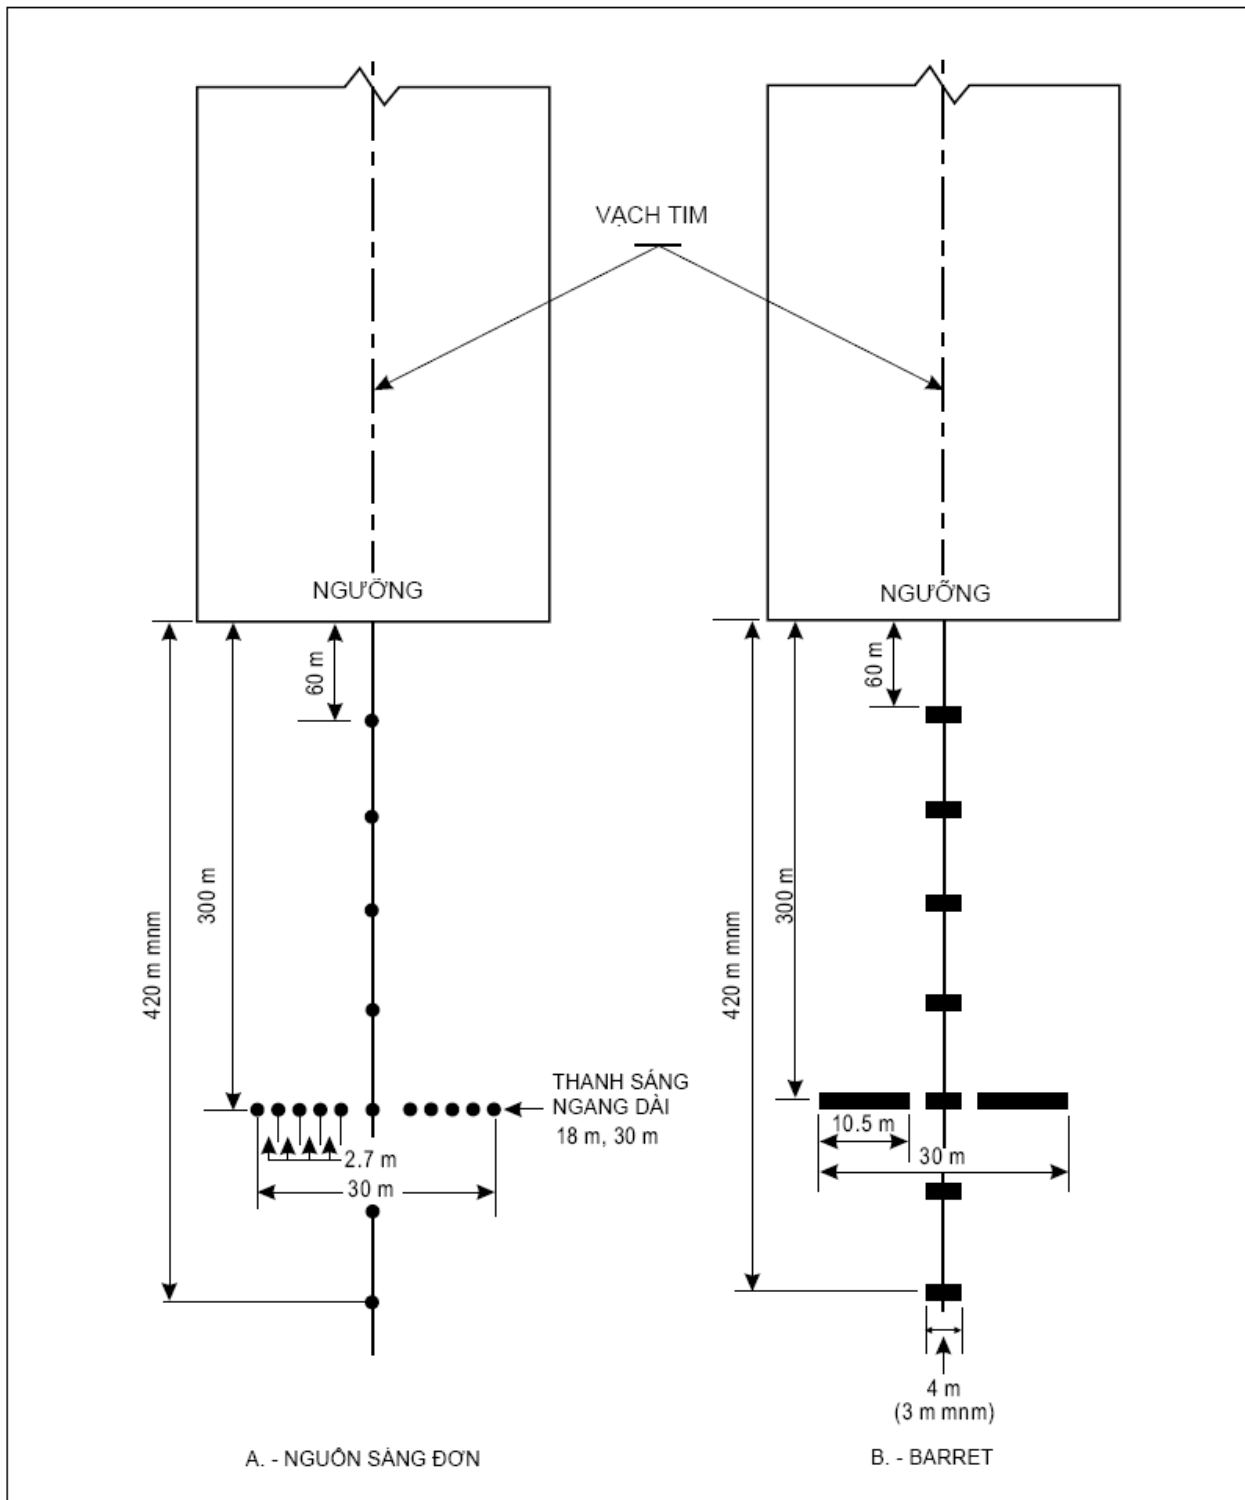 VẠCH TIM
NGƯỠNG
NGƯỠNG
60 m
60 m
300 m
300 m
420 m mnm
420 m mnm
THANH SÁNG
NGANG DÀI
18 m, 30 m
2.7 m
30 m
10.5 m
30 m
4 m
(3 m mnm)
A. - NGUỒN SÁNG ĐƠN
B. - BARRET